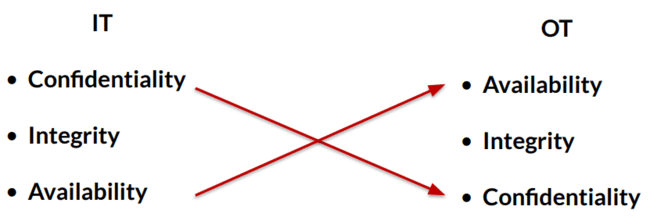 IT
• Confidentiality
• Integrity
• Availability
OT
• Availability
• Integrity
• Confidentiality